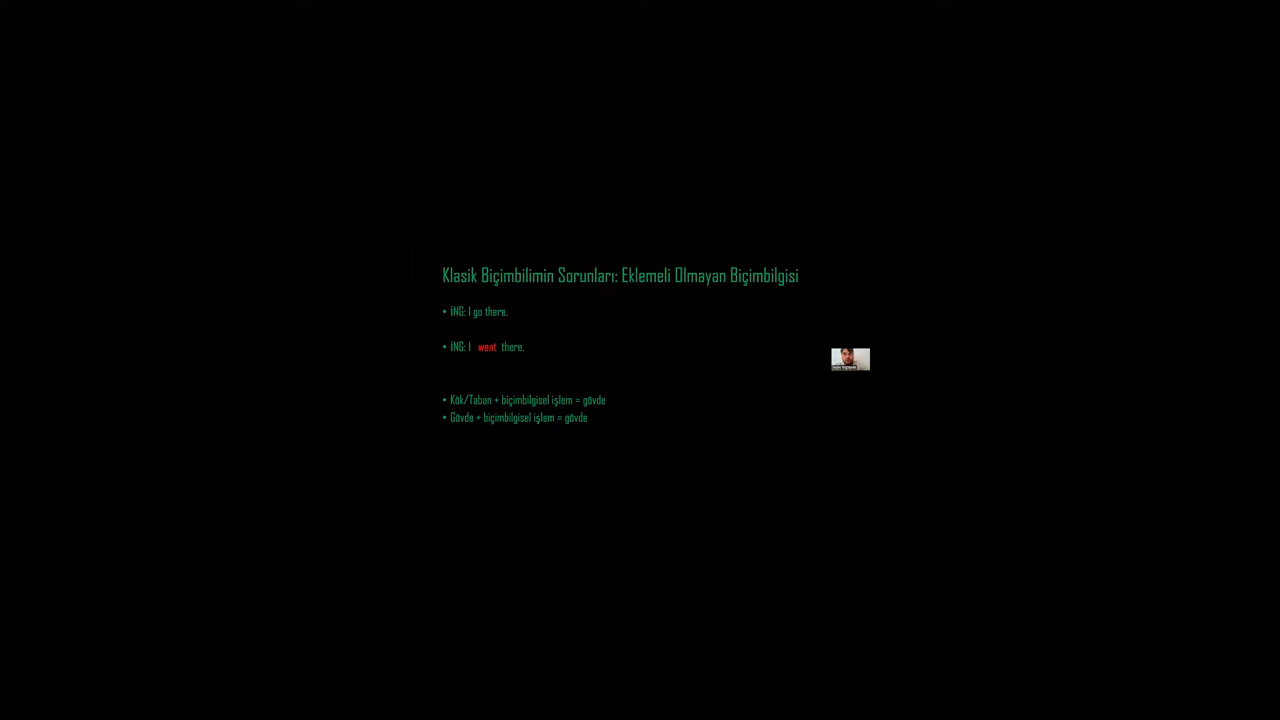 Klasik Biçimbilimin Sorunları: Eklemeli Olmayan Biçimbilgisi
• İNG: I go there.
• İNG: I went there.
• Kök/Taban + biçimbilgisel işlem = gövde
• Gövde + biçimbilgisel işlem = gövde